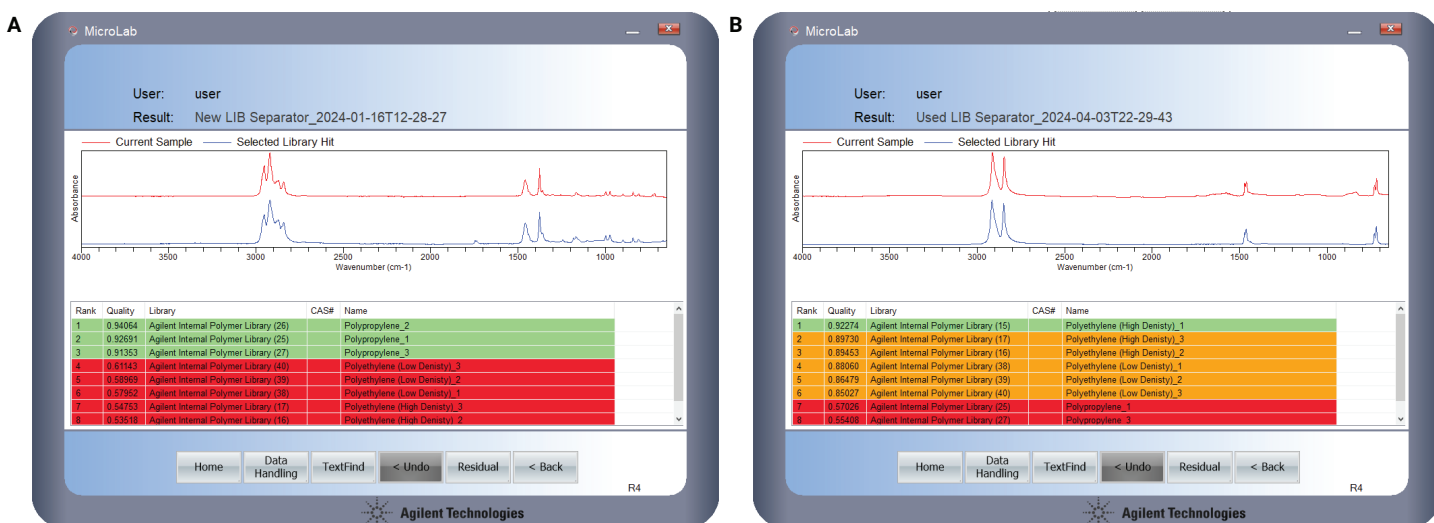 A
MicroLab
User: user
Result: New LIB Separator_2024-01-16T12-28-27
Current Sample Selected Library Hit
Absorbance
4000 3500 3000 2500 2000 1500 1000
Wavenumber (cm-1)
Rank Quality Library CAS# Name
1 0.94064 Agilent Internal Polymer Library (26) Polypropylene_2
2 0.92691 Agilent Internal Polymer Library (25) Polypropylene_1
3 0.91353 Agilent Internal Polymer Library (27) Polypropylene_3
4 0.61143 Agilent Internal Polymer Library (40) Polyethylene (Low Denisty)_3
5 0.58969 Agilent Internal Polymer Library (39) Polyethylene (Low Denisty)_2
6 0.57952 Agilent Internal Polymer Library (38) Polyethylene (Low Denisty)_1
7 0.54753 Agilent Internal Polymer Library (17) Polyethylene (High Denisty)_3
8 0.53518 Agilent Internal Polymer Library (16) Polyethylene (High Denisty)_2
Home Data Handling TextFind < Undo Residual < Back
R4
Agilent Technologies
B
MicroLab
User: user
Result: Used LIB Separator_2024-04-03T22-29-43
Current Sample Selected Library Hit
Absorbance
4000 3500 3000 2500 2000 1500 1000
Wavenumber (cm-1)
Rank Quality Library CAS# Name
1 0.92274 Agilent Internal Polymer Library (15) Polyethylene (High Denisty)_1
2 0.89730 Agilent Internal Polymer Library (17) Polyethylene (High Denisty)_3
3 0.89453 Agilent Internal Polymer Library (16) Polyethylene (High Denisty)_2
4 0.88060 Agilent Internal Polymer Library (38) Polyethylene (Low Denisty)_1
5 0.86479 Agilent Internal Polymer Library (39) Polyethylene (Low Denisty)_2
6 0.85027 Agilent Internal Polymer Library (40) Polyethylene (Low Denisty)_3
7 0.57026 Agilent Internal Polymer Library (25) Polypropylene_1
8 0.55408 Agilent Internal Polymer Library (27) Polypropylene_3
Home Data Handling TextFind < Undo Residual < Back
R4
Agilent Technologies